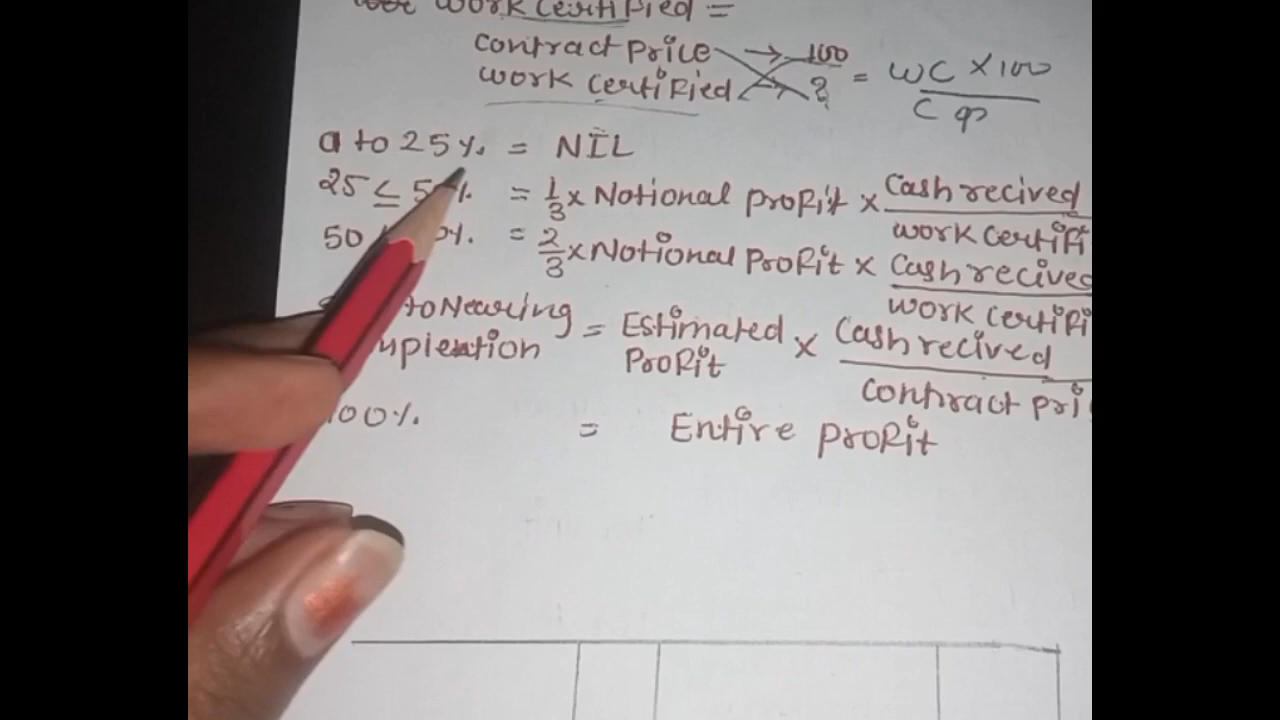 work certified =
contract price → 100
work certified ? = WC × 100
CP
0 to 25% = NIL
25 ≤ 50% = 1/3 × Notional profit × Cash recived
work certifi
50 0% = 2/3 × Notional profit × Cash recived
work certifi
to Nearing = Estimated × Cash recived
profit
contract pri
100% = Entire profit